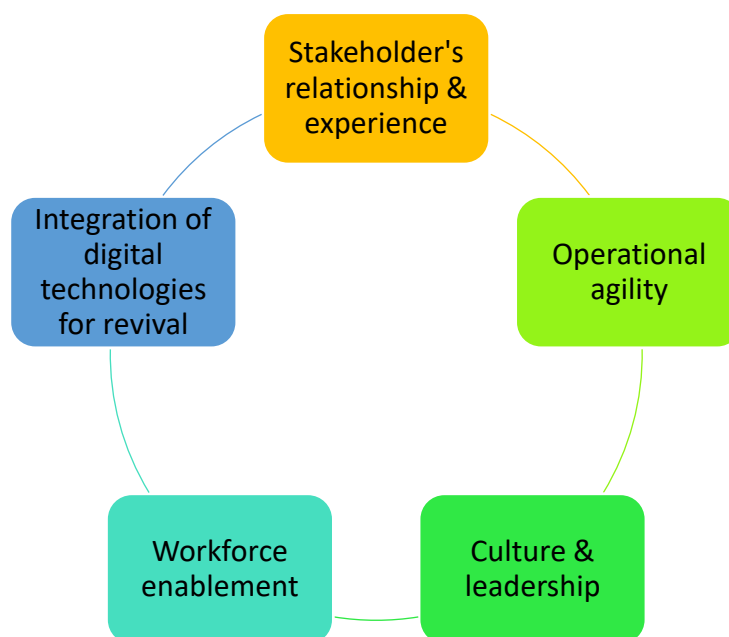 Stakeholder's
relationship &
experience
Operational
agility
Culture &
leadership
Workforce
enablement
Integration of
digital
technologies
for revival